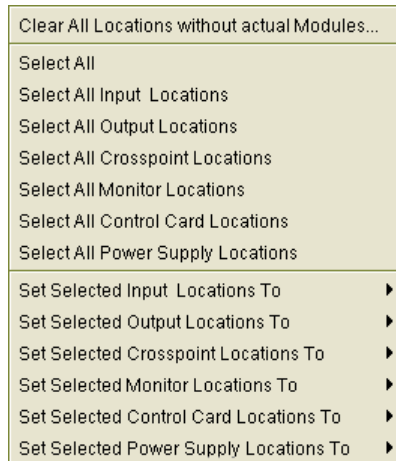 Clear All Locations without actual Modules...
Select All
Select All Input Locations
Select All Output Locations
Select All Crosspoint Locations
Select All Monitor Locations
Select All Control Card Locations
Select All Power Supply Locations
Set Selected Input Locations To
Set Selected Output Locations To
Set Selected Crosspoint Locations To
Set Selected Monitor Locations To
Set Selected Control Card Locations To
Set Selected Power Supply Locations To